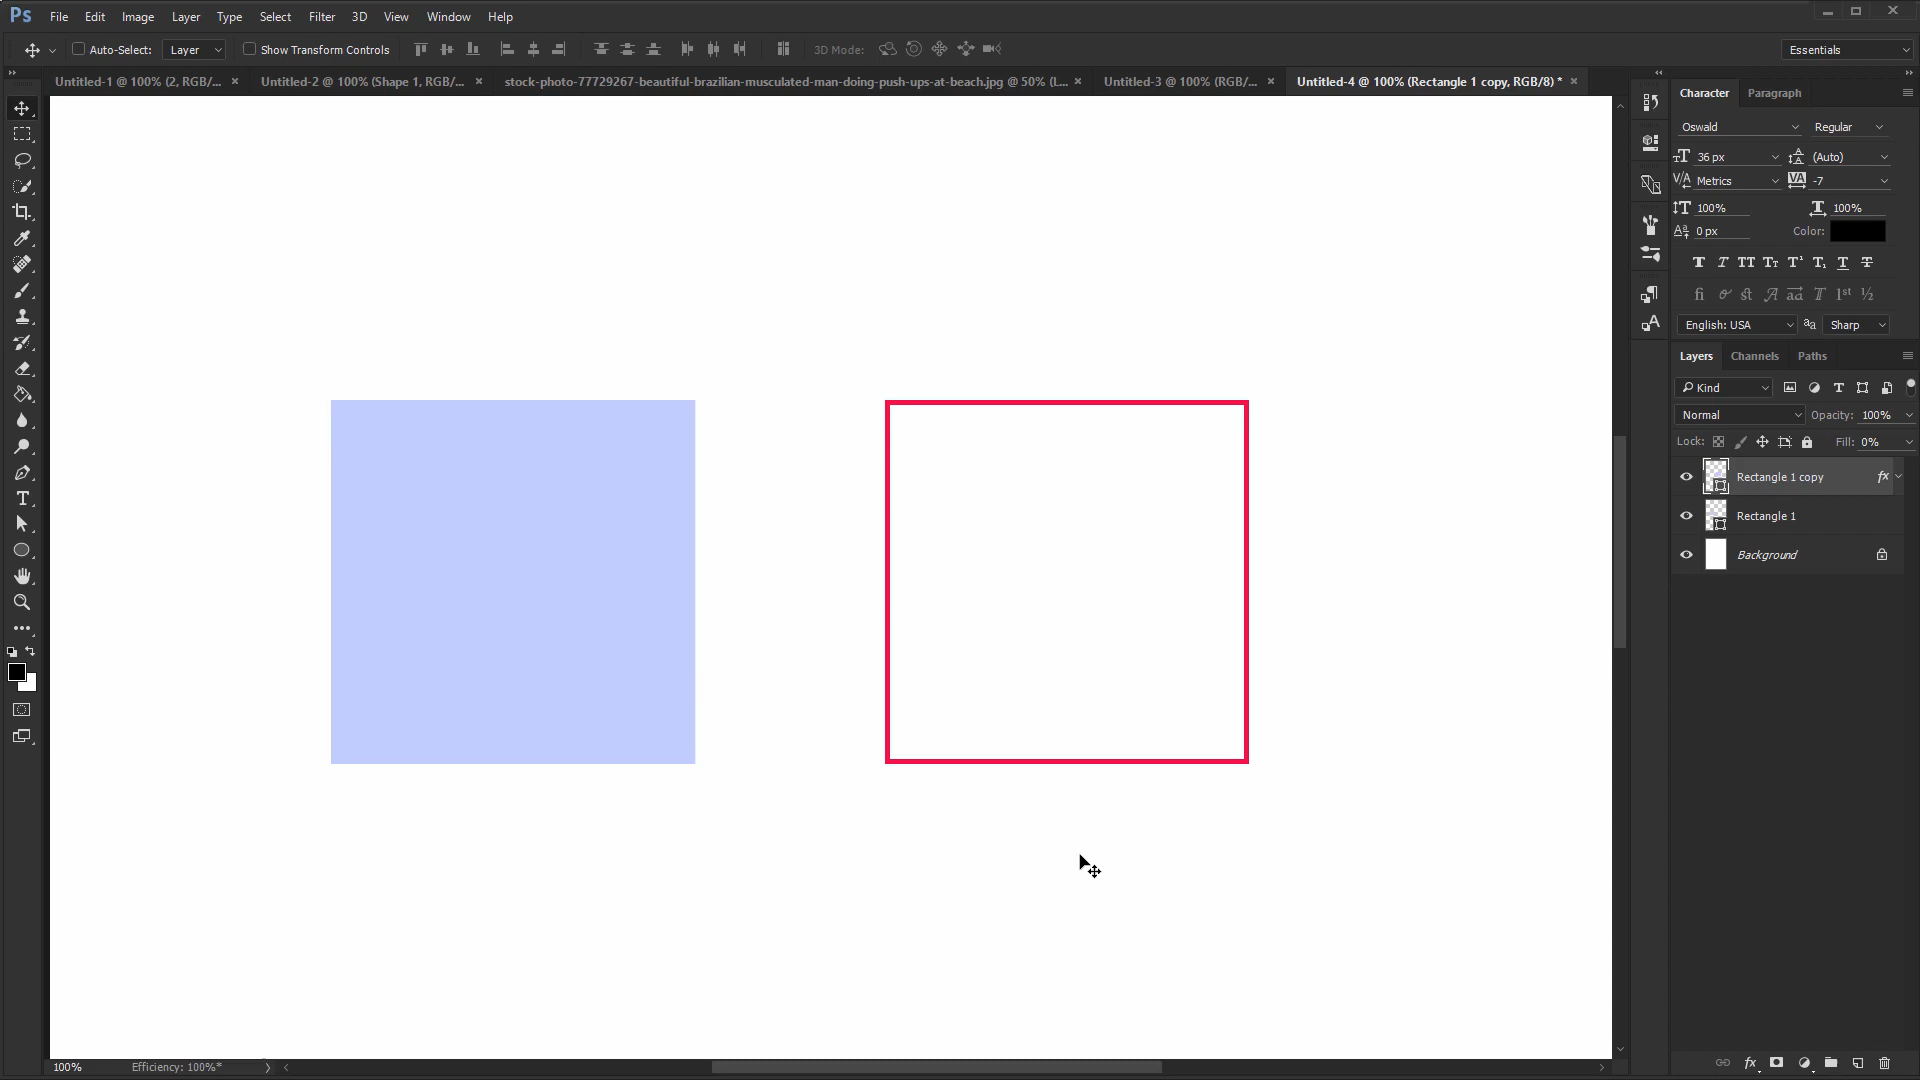 Ps File Edit Image Layer Type Select Filter 3D View Window Help
Auto-Select: Layer Show Transform Controls 3D Mode: Essentials
Untitled-1 @ 100% (2, RGB/... × Untitled-2 @ 100% (Shape 1, RGB/... × stock-photo-77729267-beautiful-brazilian-musculated-man-doing-push-ups-at-beach.jpg @ 50% (L... × Untitled-3 @ 100% (RGB/... × Untitled-4 @ 100% (Rectangle 1 copy, RGB/8) * ×
Character Paragraph
Oswald Regular
36 px (Auto)
Metrics -7
100% 100%
0 px Color:
English: USA Sharp
Layers Channels Paths
Kind
Normal Opacity: 100%
Lock: Fill: 0%
Rectangle 1 copy fx
Rectangle 1
Background
100% Efficiency: 100%*